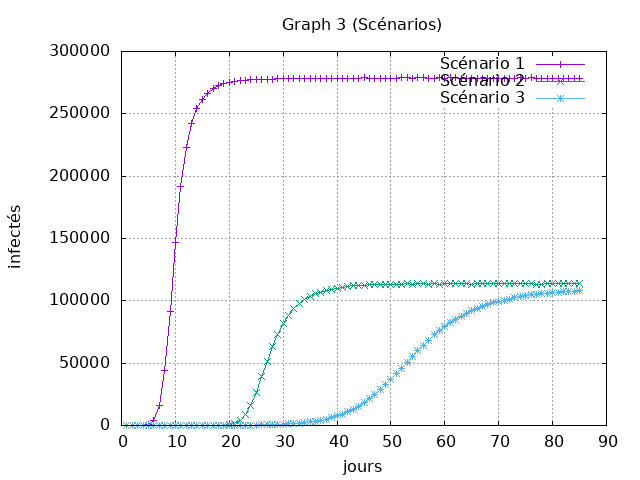 Graph 3 (Scénarios)
300000
250000
200000
150000
100000
50000
0
infectés
Scénario 1
Scénario 2
Scénario 3
0 10 20 30 40 50 60 70 80 90
jours